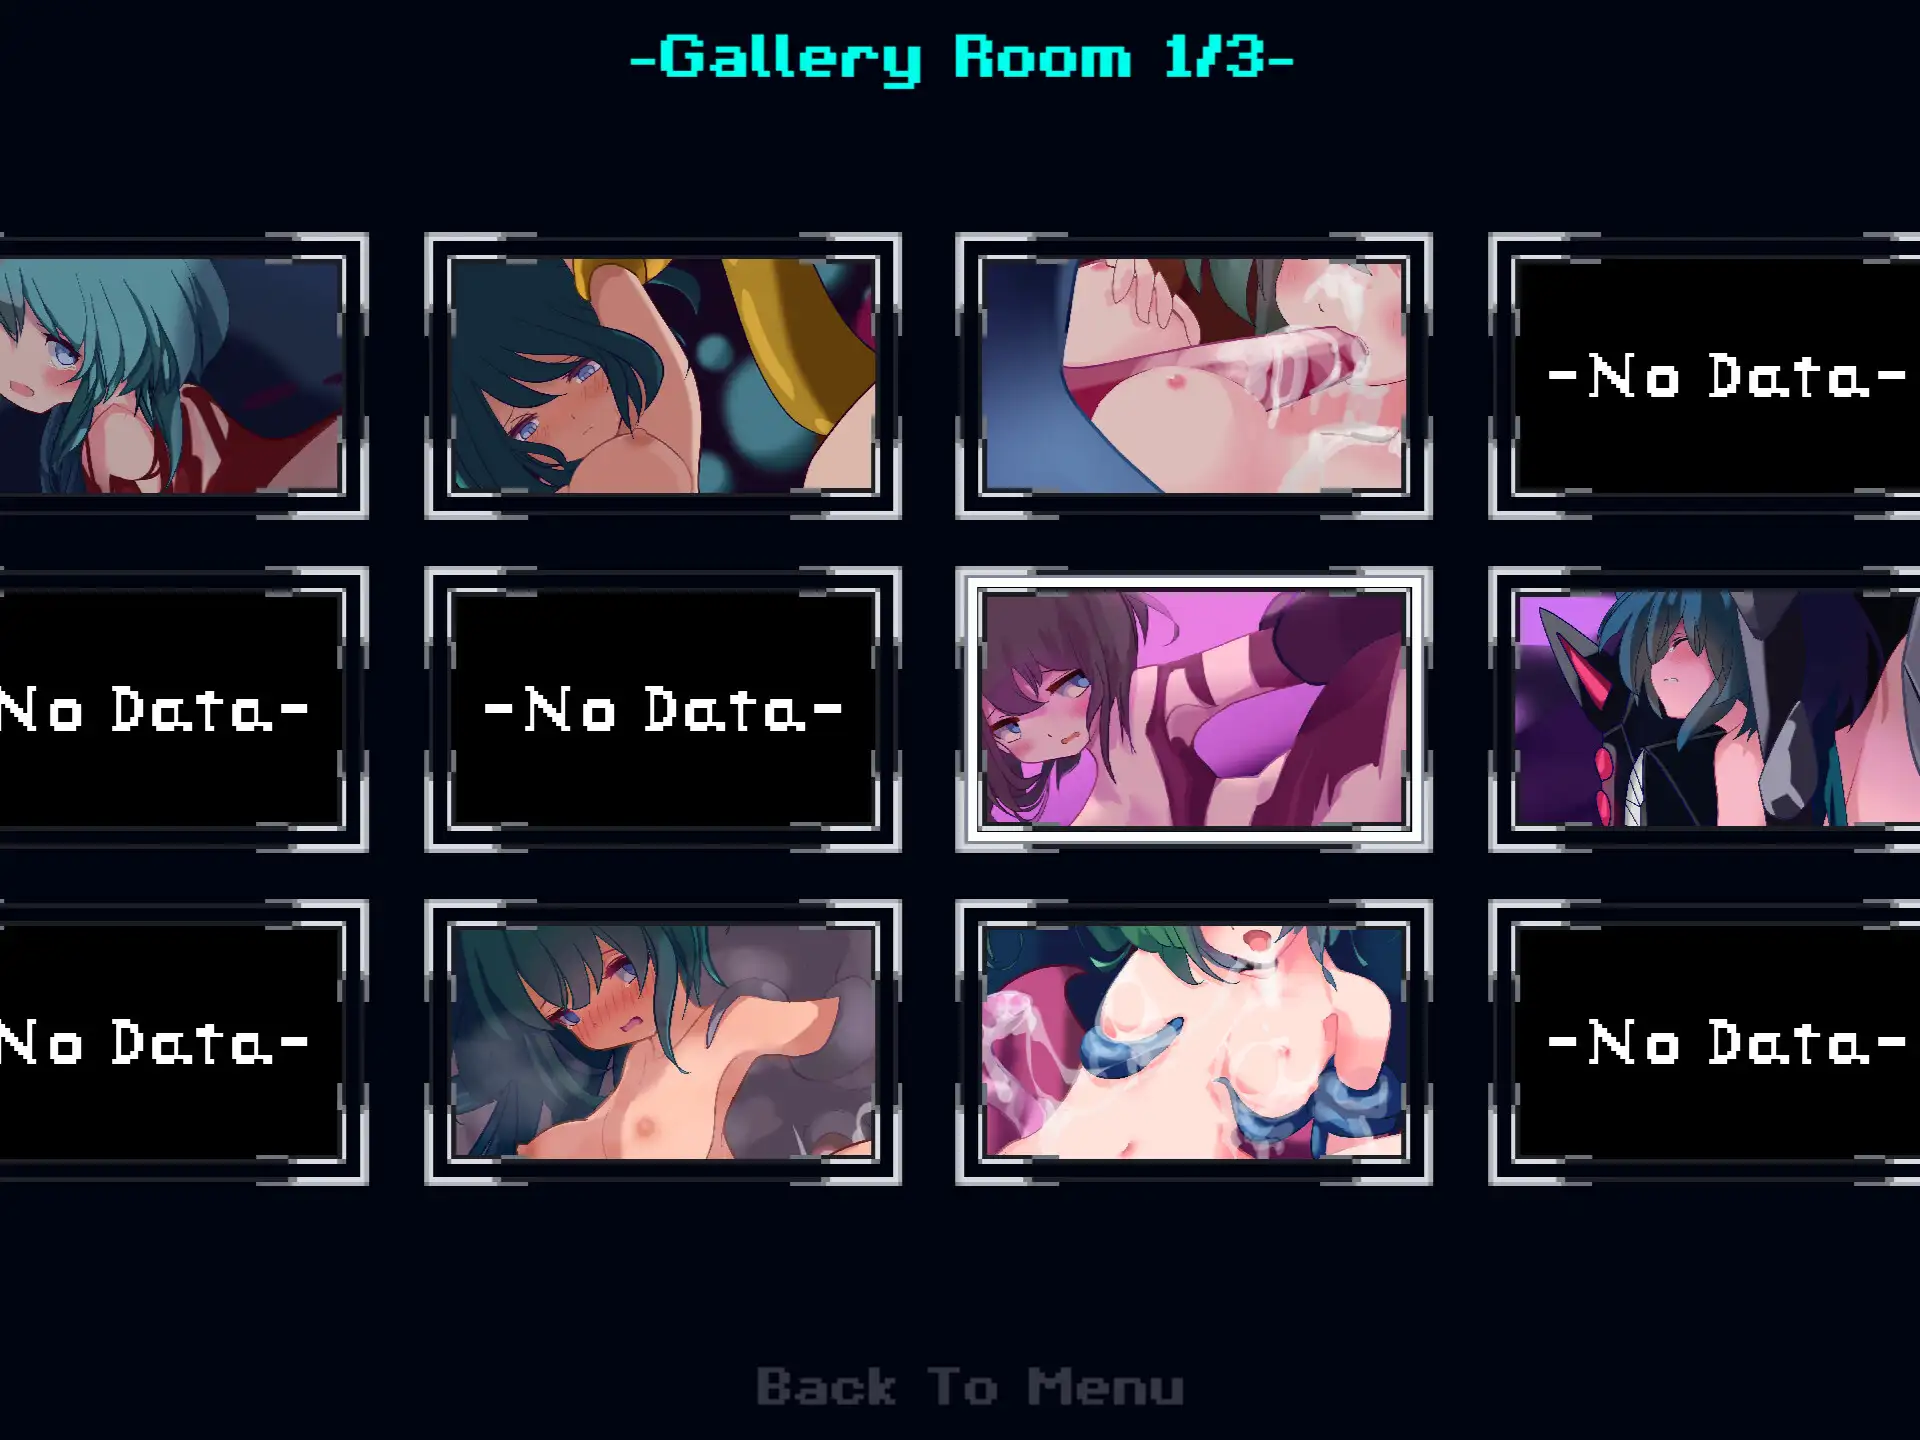 -Gallery Room 1/3-
-No Data-
No Data-
-No Data-
No Data-
-No Data-
Back To Menu